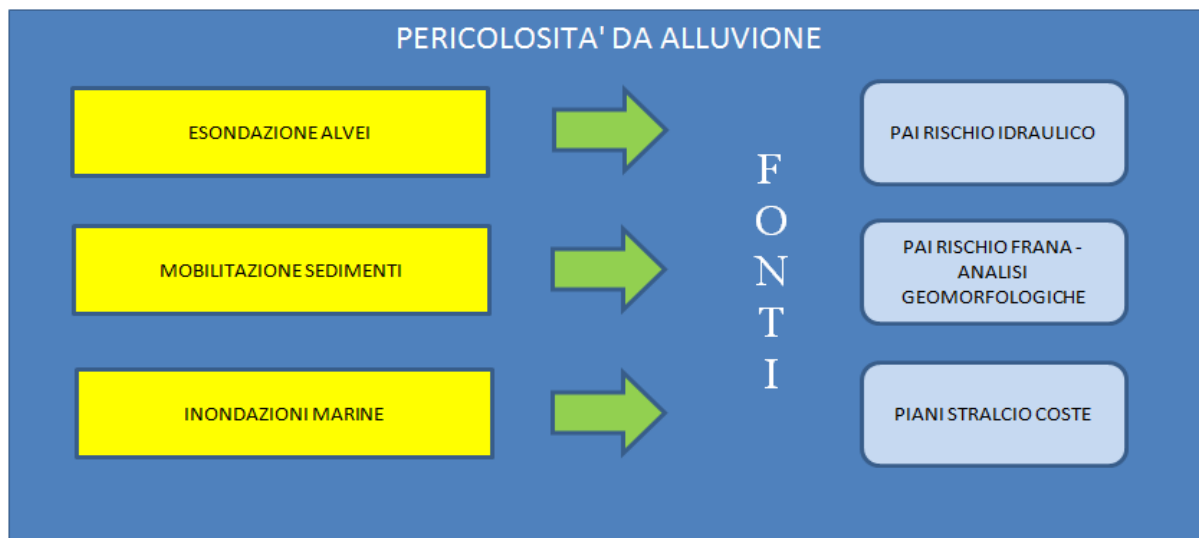 PERICOLOSITA' DA ALLUVIONE
ESONDAZIONE ALVEI
PAI RISCHIO IDRAULICO
MOBILITAZIONE SEDIMENTI
PAI RISCHIO FRANA -
ANALISI
GEOMORFOLOGICHE
INONDAZIONI MARINE
PIANI STRALCIO COSTE
FONTI